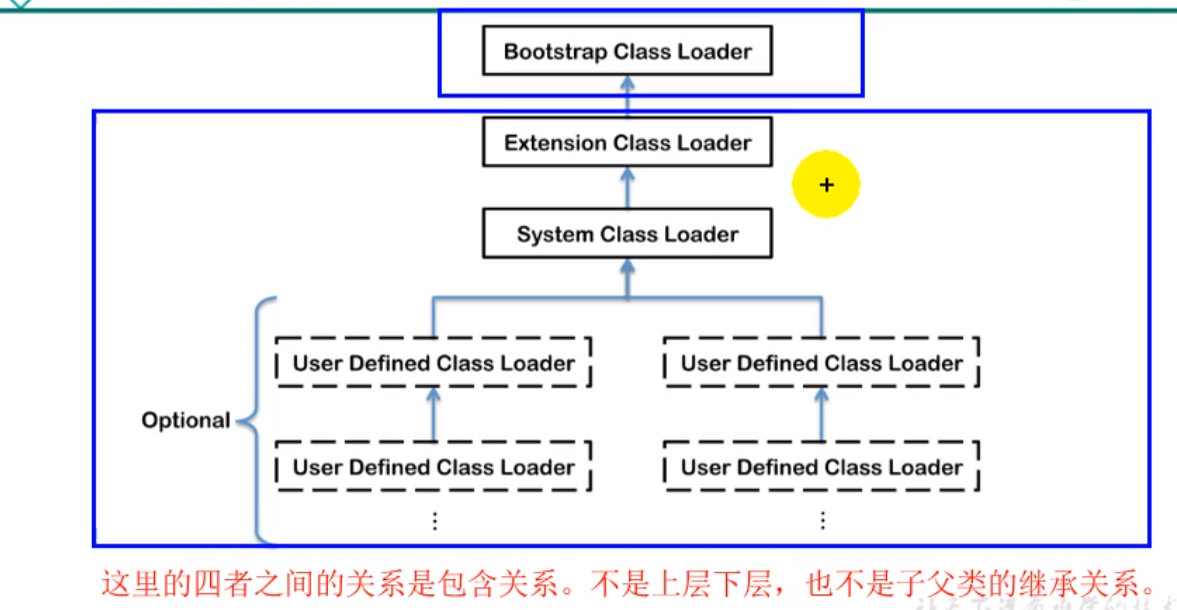 Bootstrap Class Loader
Extension Class Loader
System Class Loader
User Defined Class Loader User Defined Class Loader
Optional
User Defined Class Loader User Defined Class Loader
⋮ ⋮
这里的四者之间的关系是包含关系。不是上层下层，也不是子父类的继承关系。